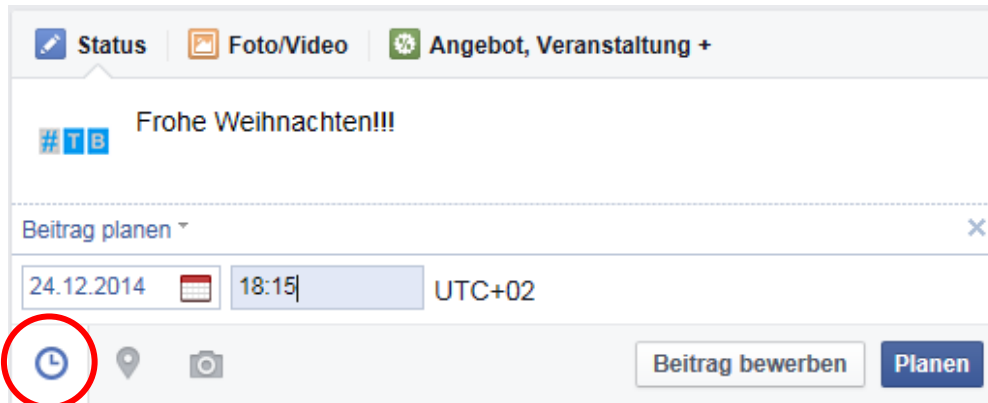 Status Foto/Video Angebot, Veranstaltung +
Frohe Weihnachten!!!
#TB
Beitrag planen
24.12.2014 18:15 UTC+02
Beitrag bewerben Planen